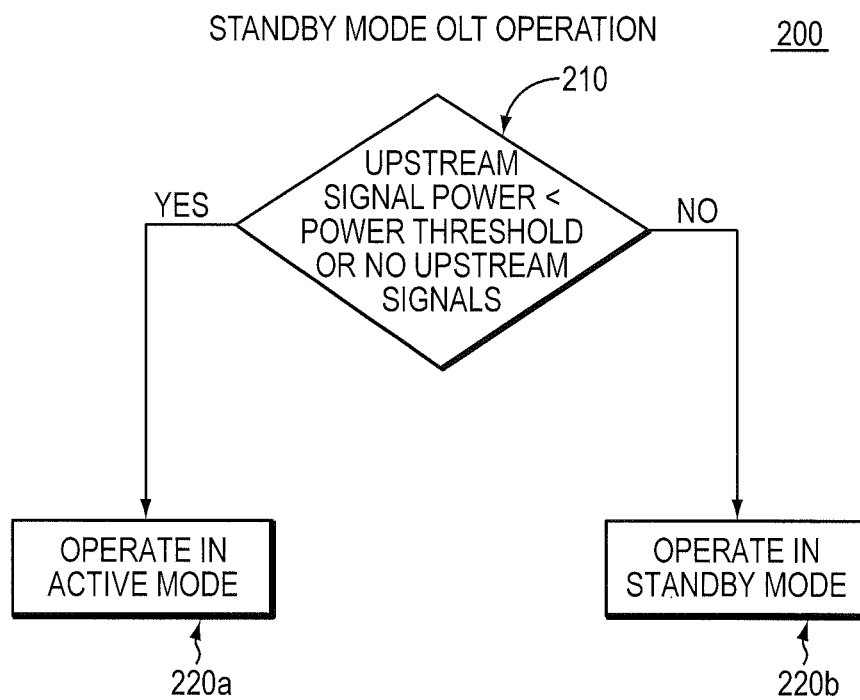 STANDBY MODE OLT OPERATION
200
210
UPSTREAM
SIGNAL POWER <
POWER THRESHOLD
OR NO UPSTREAM
SIGNALS
YES
NO
OPERATE IN
ACTIVE MODE
OPERATE IN
STANDBY MODE
220a
220b